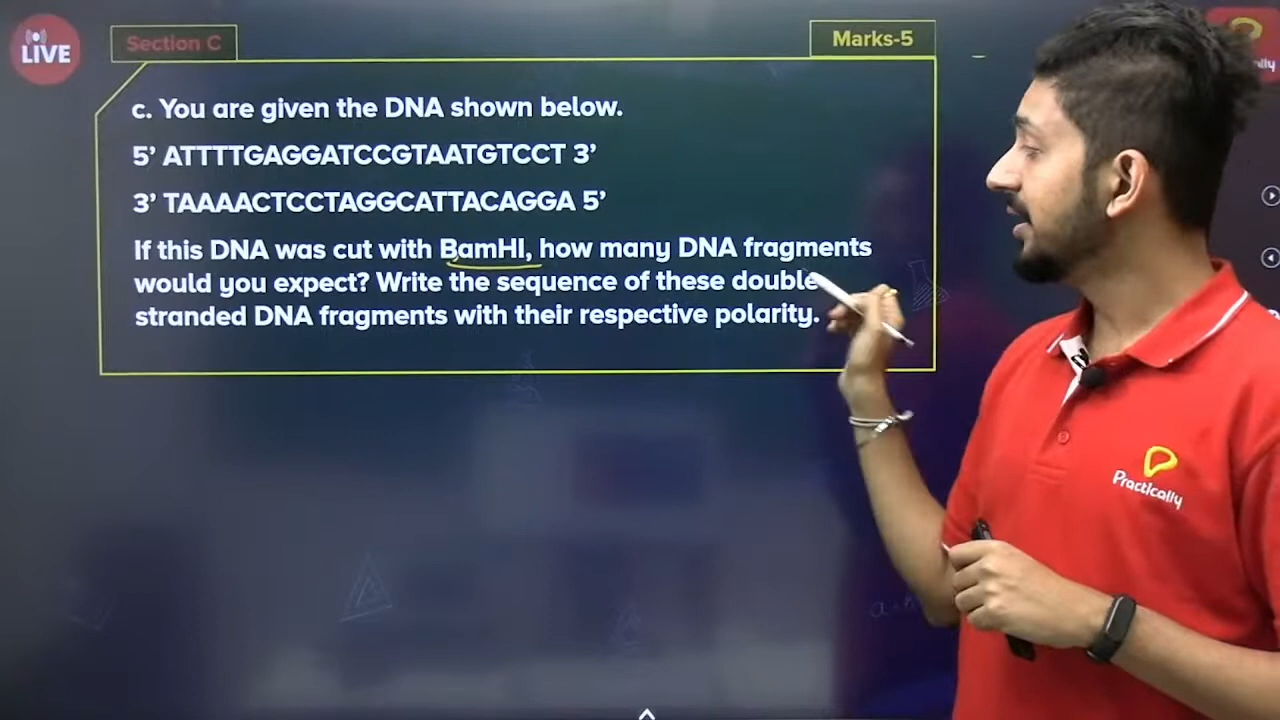 LIVE
Section C
Marks-5
c. You are given the DNA shown below.
5’ ATTTTGAGGATCCGTAATGTCCT 3’
3’ TAAAACTCCTAGGCATTACAGGA 5’
If this DNA was cut with BamHI, how many DNA fragments
would you expect? Write the sequence of these double
stranded DNA fragments with their respective polarity.
Practically